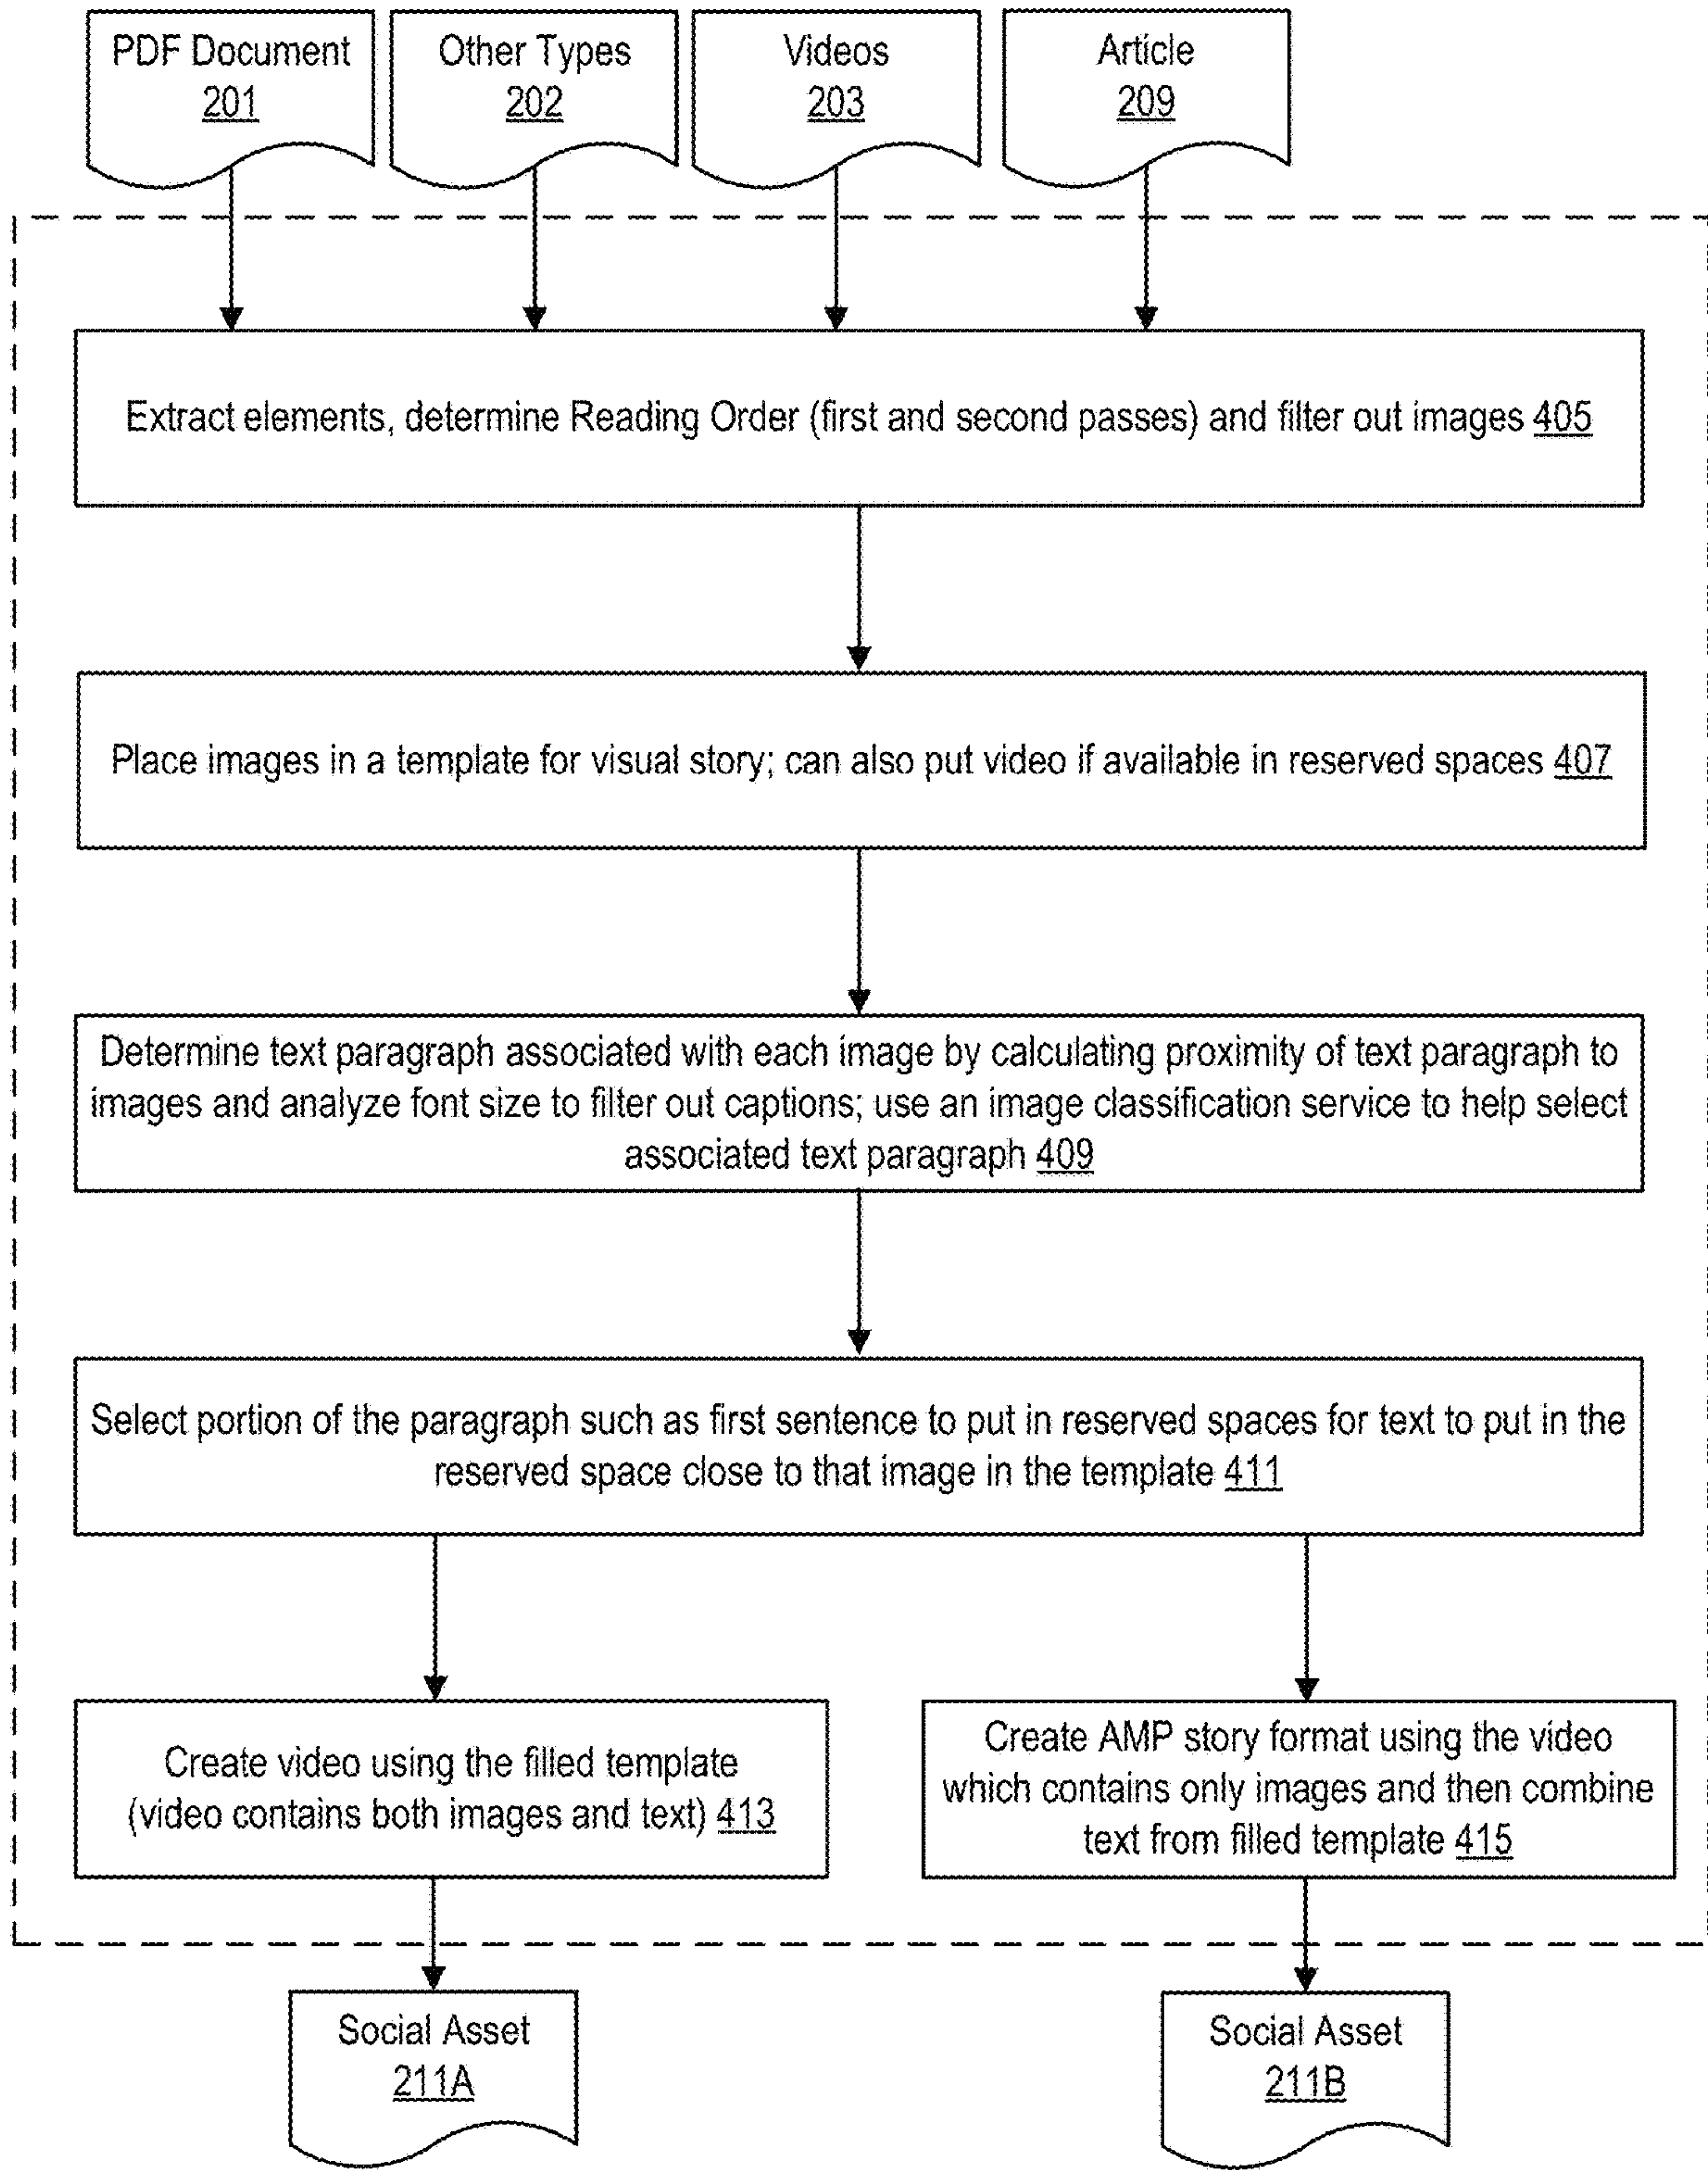 PDF Document
201
Other Types
202
Videos
203
Article
209
Extract elements, determine Reading Order (first and second passes) and filter out images 405
Place images in a template for visual story; can also put video if available in reserved spaces 407
Determine text paragraph associated with each image by calculating proximity of text paragraph to
images and analyze font size to filter out captions; use an image classification service to help select
associated text paragraph 409
Select portion of the paragraph such as first sentence to put in reserved spaces for text to put in the
reserved space close to that image in the template 411
Create video using the filled template
(video contains both images and text) 413
Create AMP story format using the video
which contains only images and then combine
text from filled template 415
Social Asset
211A
Social Asset
211B